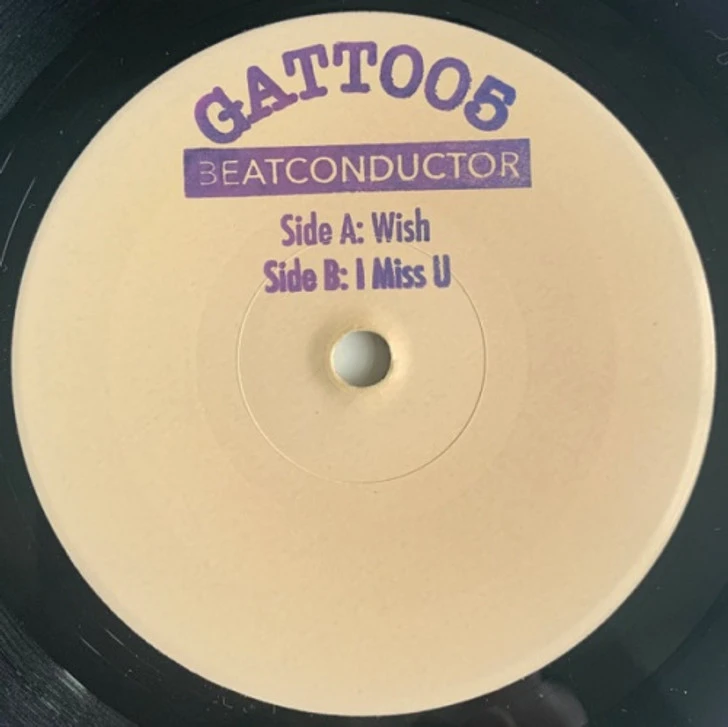 GATT005
BEATCONDUCTOR
Side A: Wish
Side B: I Miss U